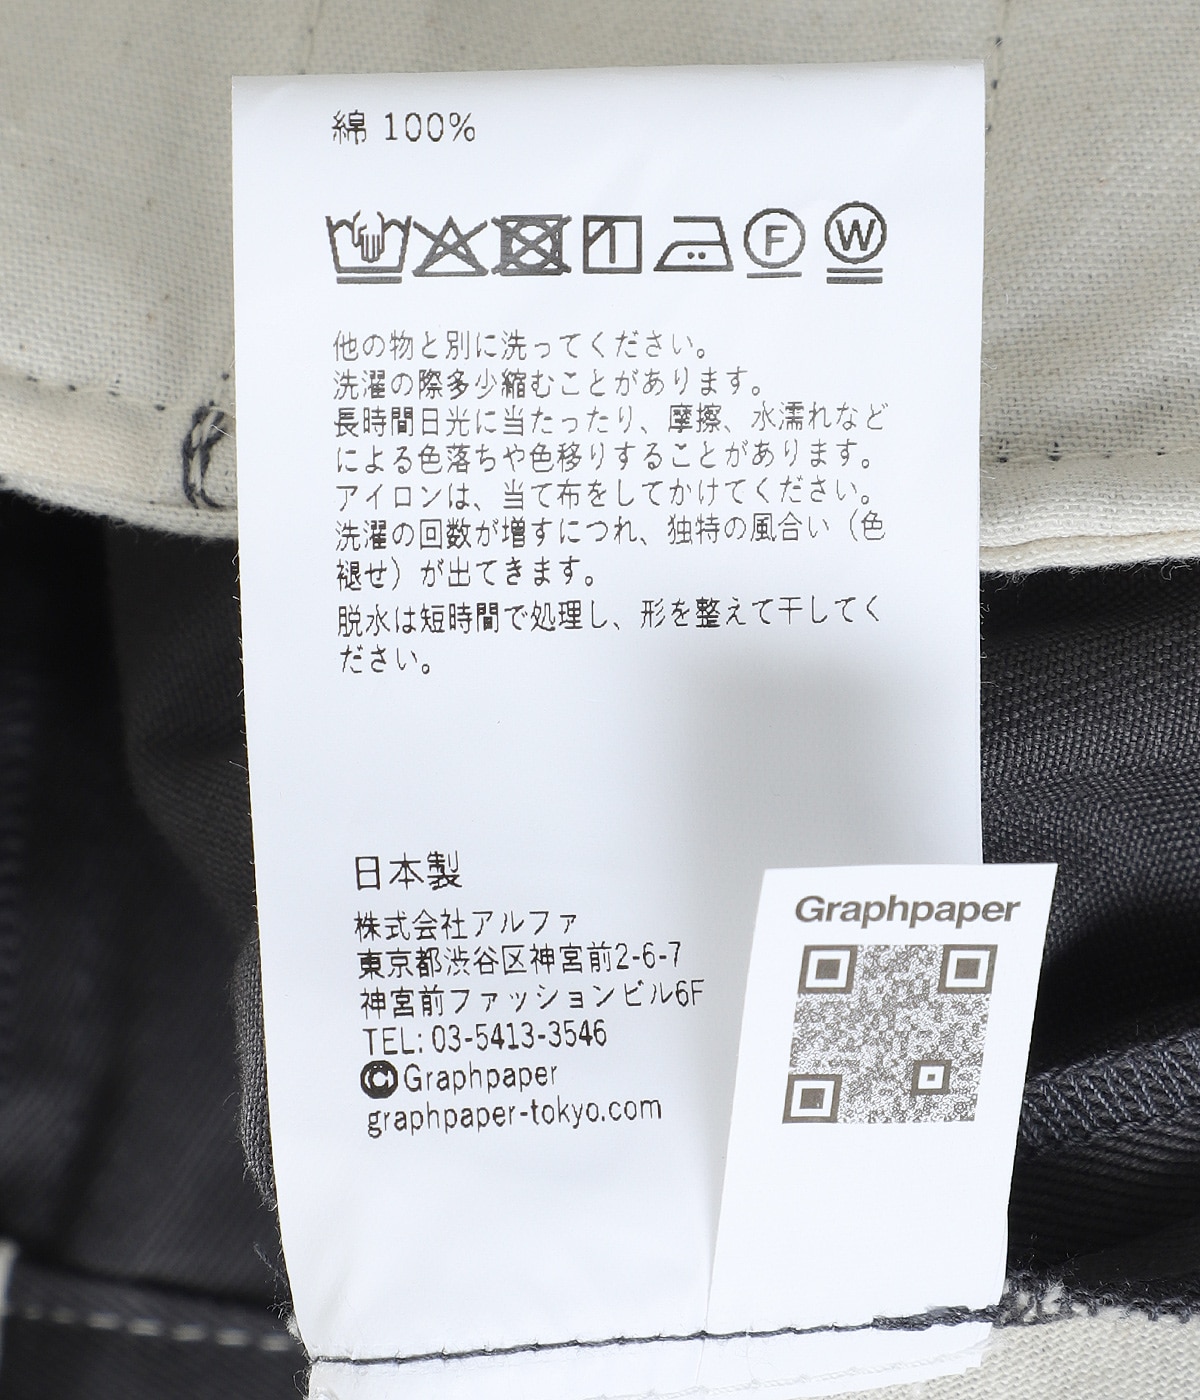 綿 100%
F W
他の物と別に洗ってください。
洗濯の際多少縮むことがあります。
長時間日光に当たったり、摩擦、水濡れなど
による色落ちや色移りすることがあります。
アイロンは、当て布をしてかけてください。
洗濯の回数が増すにつれ、独特の風合い（色
褪せ）が出てきます。
脱水は短時間で処理し、形を整えて干してく
ださい。
日本製
株式会社アルファ
東京都渋谷区神宮前2-6-7
神宮前ファッションビル6F
TEL: 03-5413-3546
©Graphpaper
graphpaper-tokyo.com
Graphpaper